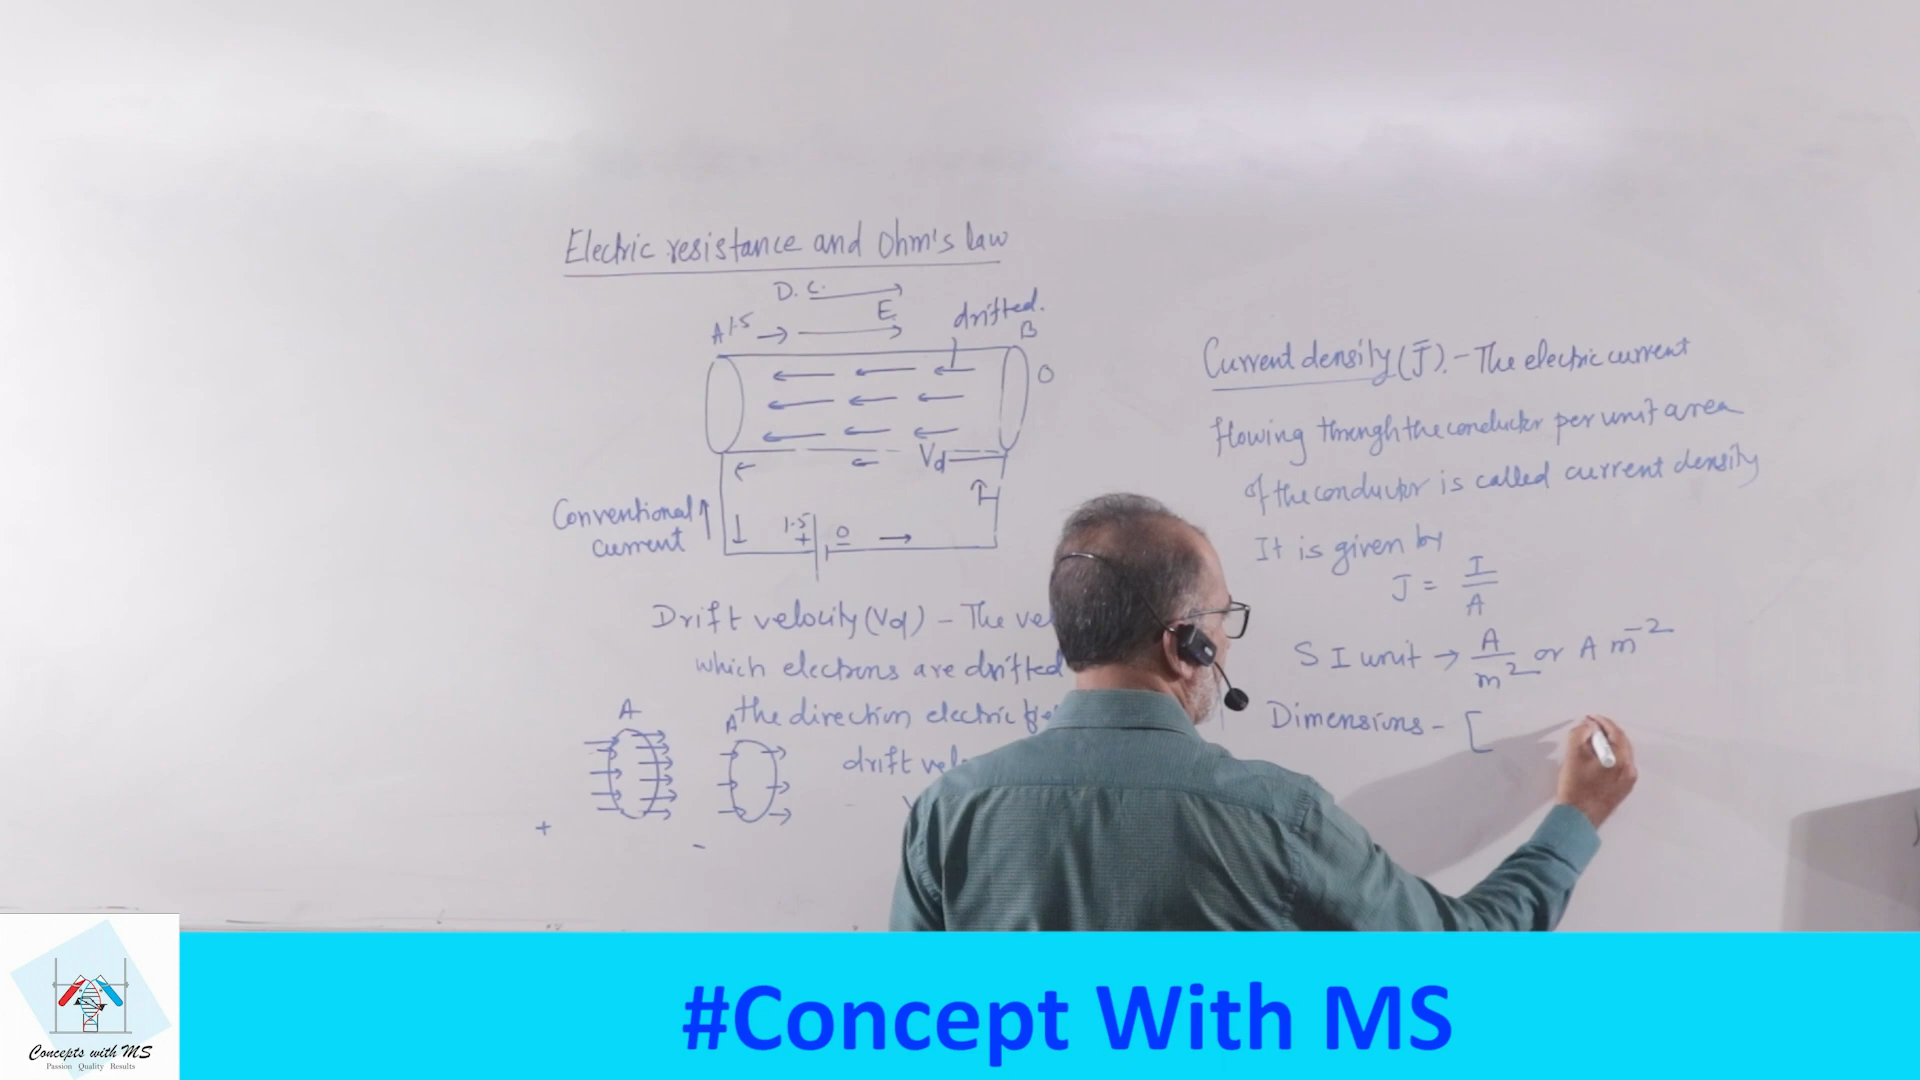 Electric resistance and Ohm's law
D.C.
E
A 1.5
drifted.
B
O
Vd
Conventional
current
1.5
+
0
Drift velocity (Vd) - The
which electrons are drifted
the direction electric
drift
A
A
+
-
Current density (J). - The electric current
flowing through the conductor per unit area
of the conductor is called current density
It is given by
J = I/A
SI unit → A/m² or A m⁻²
Dimensions - [
#Concept With MS
Concepts with MS
Passion Quality Results